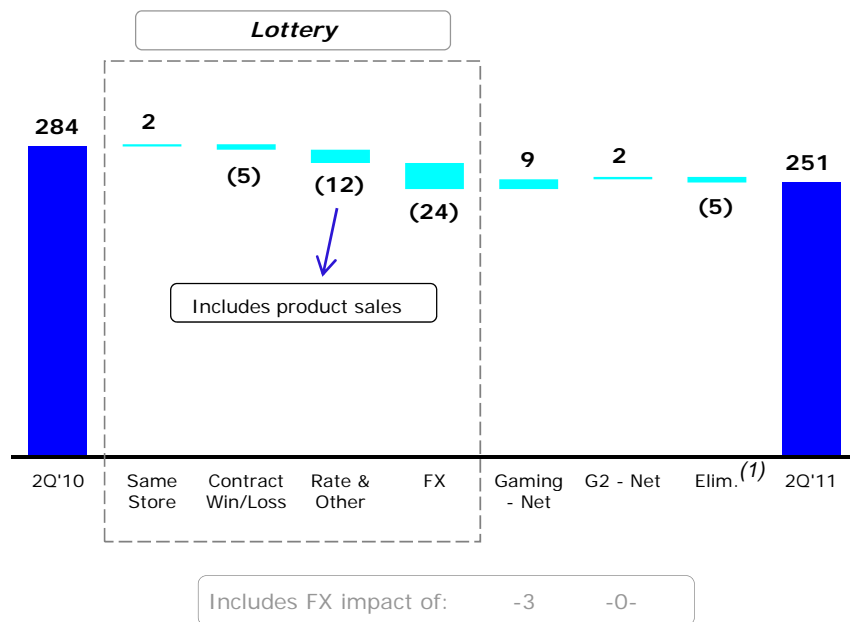 Lottery
284
2
(5)
(12)
(24)
9
2
(5)
251
Includes product sales
2Q'10
Same
Store
Contract
Win/Loss
Rate &
Other
FX
Gaming
- Net
G2 - Net
Elim.(1)
2Q'11
Includes FX impact of: -3 -0-